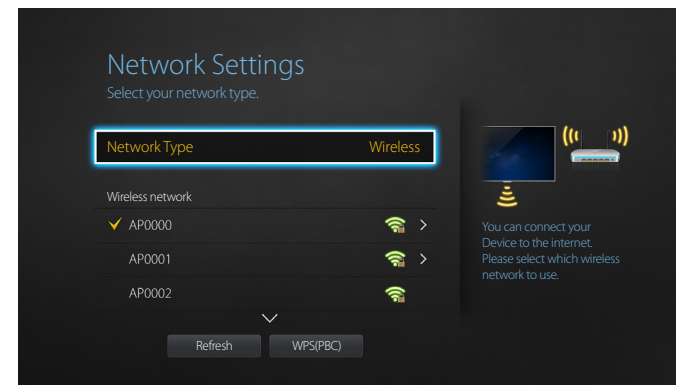 Network Settings
Select your network type.
Network Type Wireless
Wireless network
AP0000
AP0001
AP0002
Refresh WPS(PBC)
You can connect your
Device to the internet.
Please select which wireless
network to use.